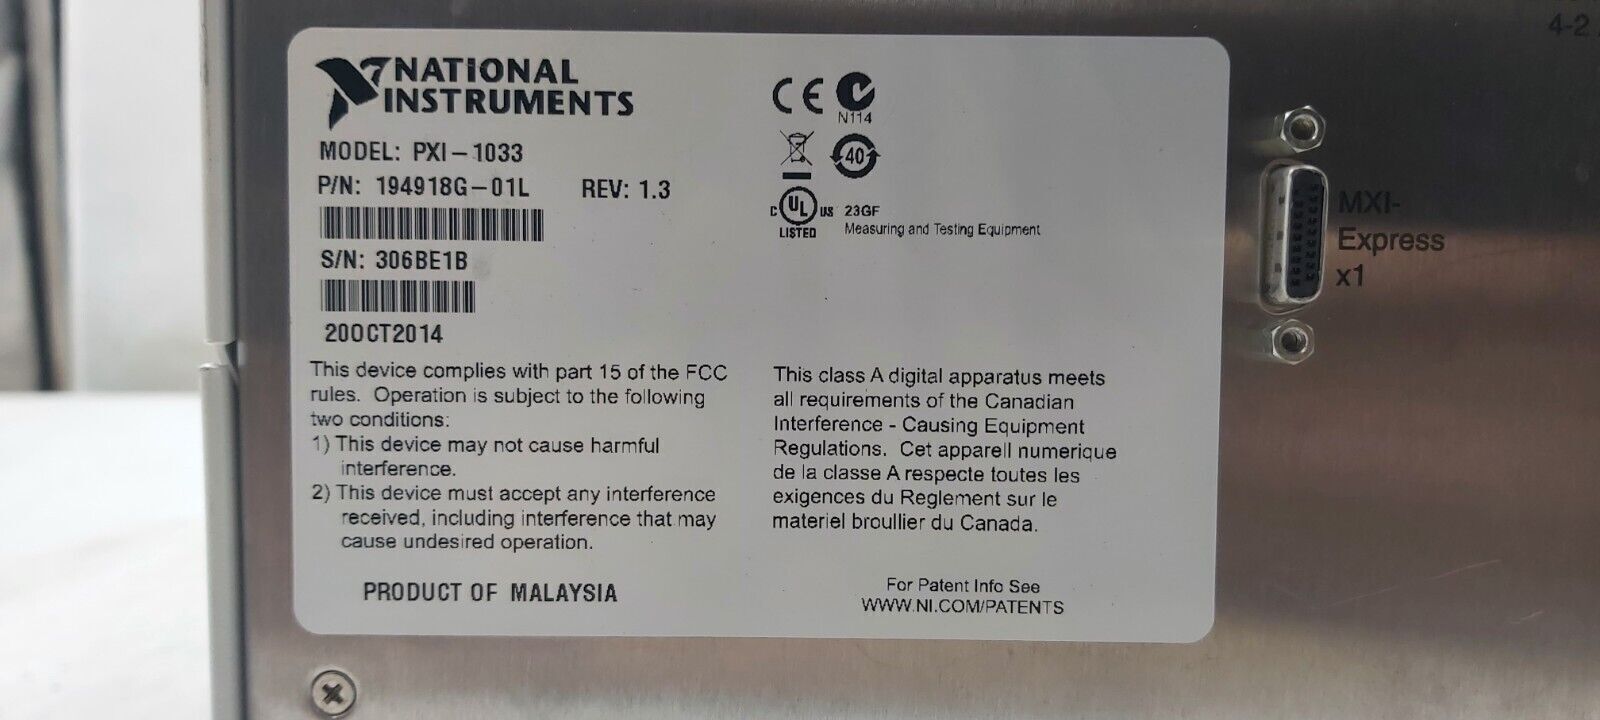 NATIONAL
INSTRUMENTS
MODEL: PXI-1033
P/N: 194918G-01L REV: 1.3
S/N: 306BE1B
20OCT2014
This device complies with part 15 of the FCC
rules. Operation is subject to the following
two conditions:
1) This device may not cause harmful
interference.
2) This device must accept any interference
received, including interference that may
cause undesired operation.
PRODUCT OF MALAYSIA
CE
N114
40
C UL US 23GF
LISTED Measuring and Testing Equipment
This class A digital apparatus meets
all requirements of the Canadian
Interference - Causing Equipment
Regulations. Cet appareil numerique
de la classe A respecte toutes les
exigences du Reglement sur le
materiel broullier du Canada.
For Patent Info See
WWW.NI.COM/PATENTS
MXI-
Express
x1
4-2